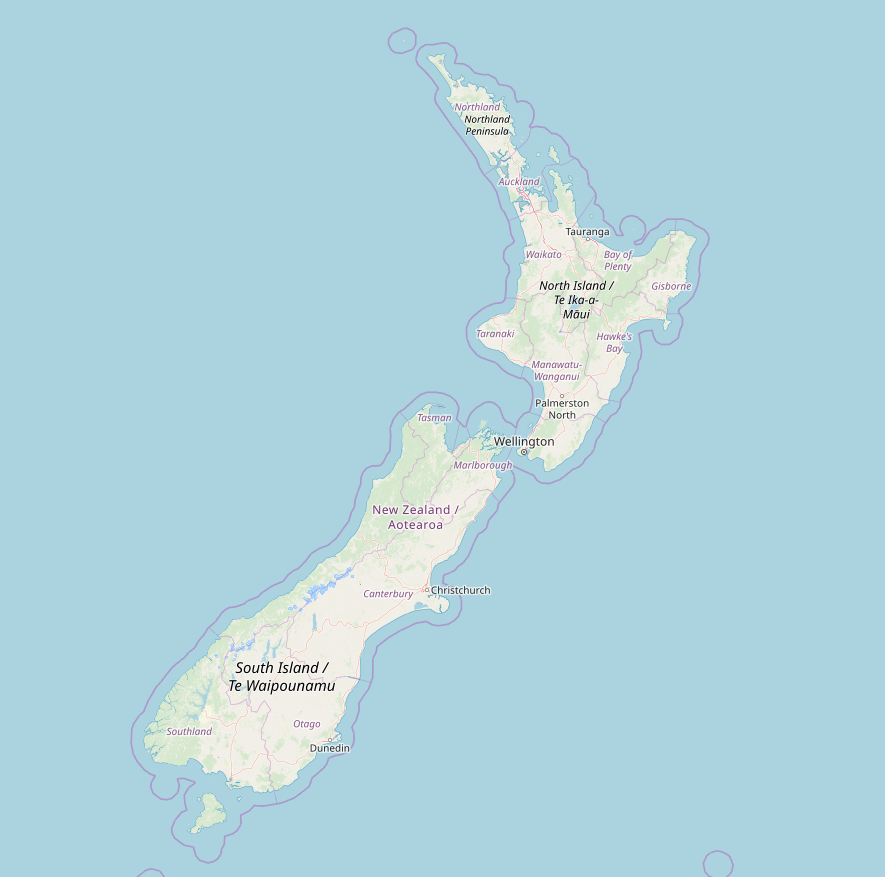 Northland
Northland
Peninsula
Auckland
Tauranga
Waikato
Bay of
Plenty
North Island /
Te Ika-a-
Māui
Gisborne
Taranaki
Hawke's
Bay
Manawatu-
Wanganui
Palmerston
North
Tasman
Wellington
Marlborough
New Zealand /
Aotearoa
Canterbury
Christchurch
South Island /
Te Waipounamu
Otago
Southland
Dunedin